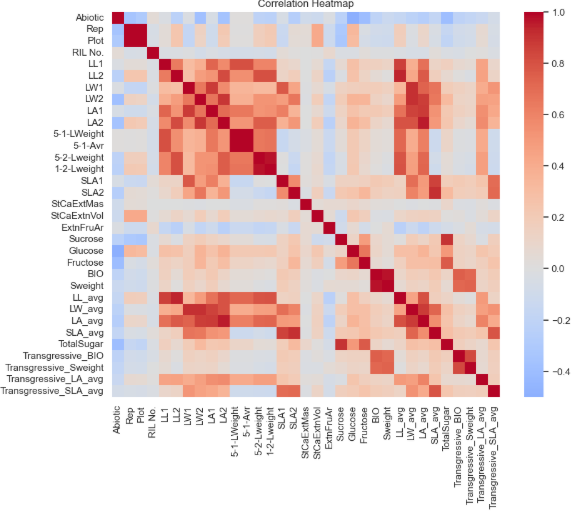 Correlation Heatmap
Abiotic
Rep
Plot
RIL No.
LL1
LL2
LW1
LW2
LA1
LA2
5-1-LWeight
5-1-Avr
5-2-Lweight
1-2-Lweight
SLA1
SLA2
StCaExtMas
StCaExtnVol
ExtnFruAr
Sucrose
Glucose
Fructose
BIO
Sweight
LL_avg
LW_avg
LA_avg
SLA_avg
TotalSugar
Transgressive_BIO
Transgressive_Sweight
Transgressive_LA_avg
Transgressive_SLA_avg
Abiotic
Rep
Plot
RIL No.
LL1
LL2
LW1
LW2
LA1
LA2
5-1-LWeight
5-1-Avr
5-2-Lweight
1-2-Lweight
SLA1
SLA2
StCaExtMas
StCaExtnVol
ExtnFruAr
Sucrose
Glucose
Fructose
BIO
Sweight
LL_avg
LW_avg
LA_avg
SLA_avg
TotalSugar
Transgressive_BIO
Transgressive_Sweight
Transgressive_LA_avg
Transgressive_SLA_avg
1.0
0.8
0.6
0.4
0.2
0.0
−0.2
−0.4